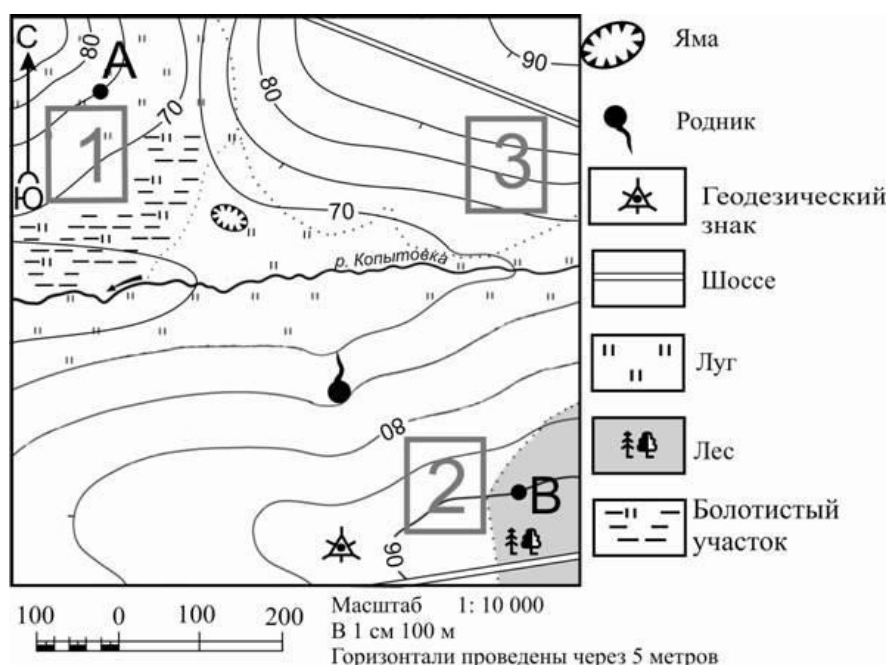 С
Ю
80
А
70
1
80
3
90
70
р. Копытовка
80
2
В
90
Яма
Родник
Геодезический
знак
Шоссе
Луг
Лес
Болотистый
участок
100 0 100 200
Масштаб 1: 10 000
В 1 см 100 м
Горизонтали проведены через 5 метров